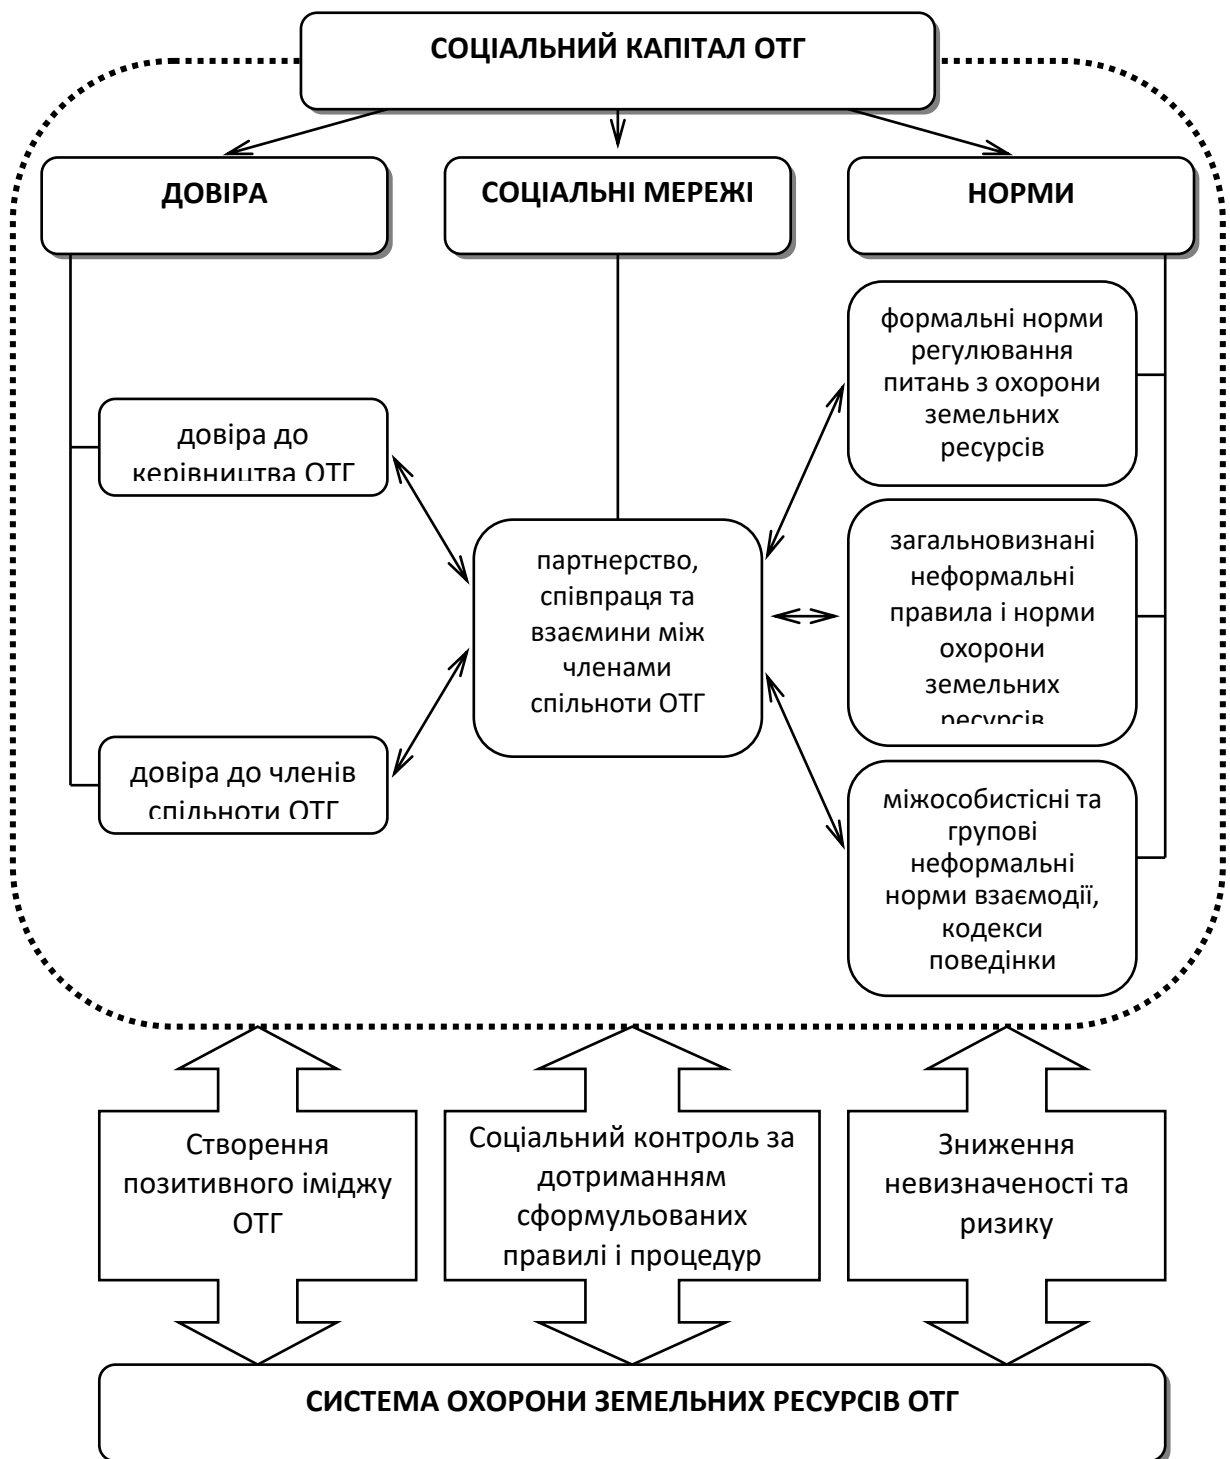 СОЦІАЛЬНИЙ КАПІТАЛ ОТГ
ДОВІРА
СОЦІАЛЬНІ МЕРЕЖІ
НОРМИ
довіра до
керівництва ОТГ
довіра до членів
спільноти ОТГ
партнерство,
співпраця та
взаємини між
членами
спільноти ОТГ
формальні норми
регулювання
питань з охорони
земельних
ресурсів
загальновизнані
неформальні
правила і норми
охорони
земельних
ресурсів
міжособистісні та
групові
неформальні
норми взаємодії,
кодекси
поведінки
Створення
позитивного іміджу
ОТГ
Соціальний контроль за
дотриманням
сформульованих
правилі і процедур
Зниження
невизначеності та
ризику
СИСТЕМА ОХОРОНИ ЗЕМЕЛЬНИХ РЕСУРСІВ ОТГ